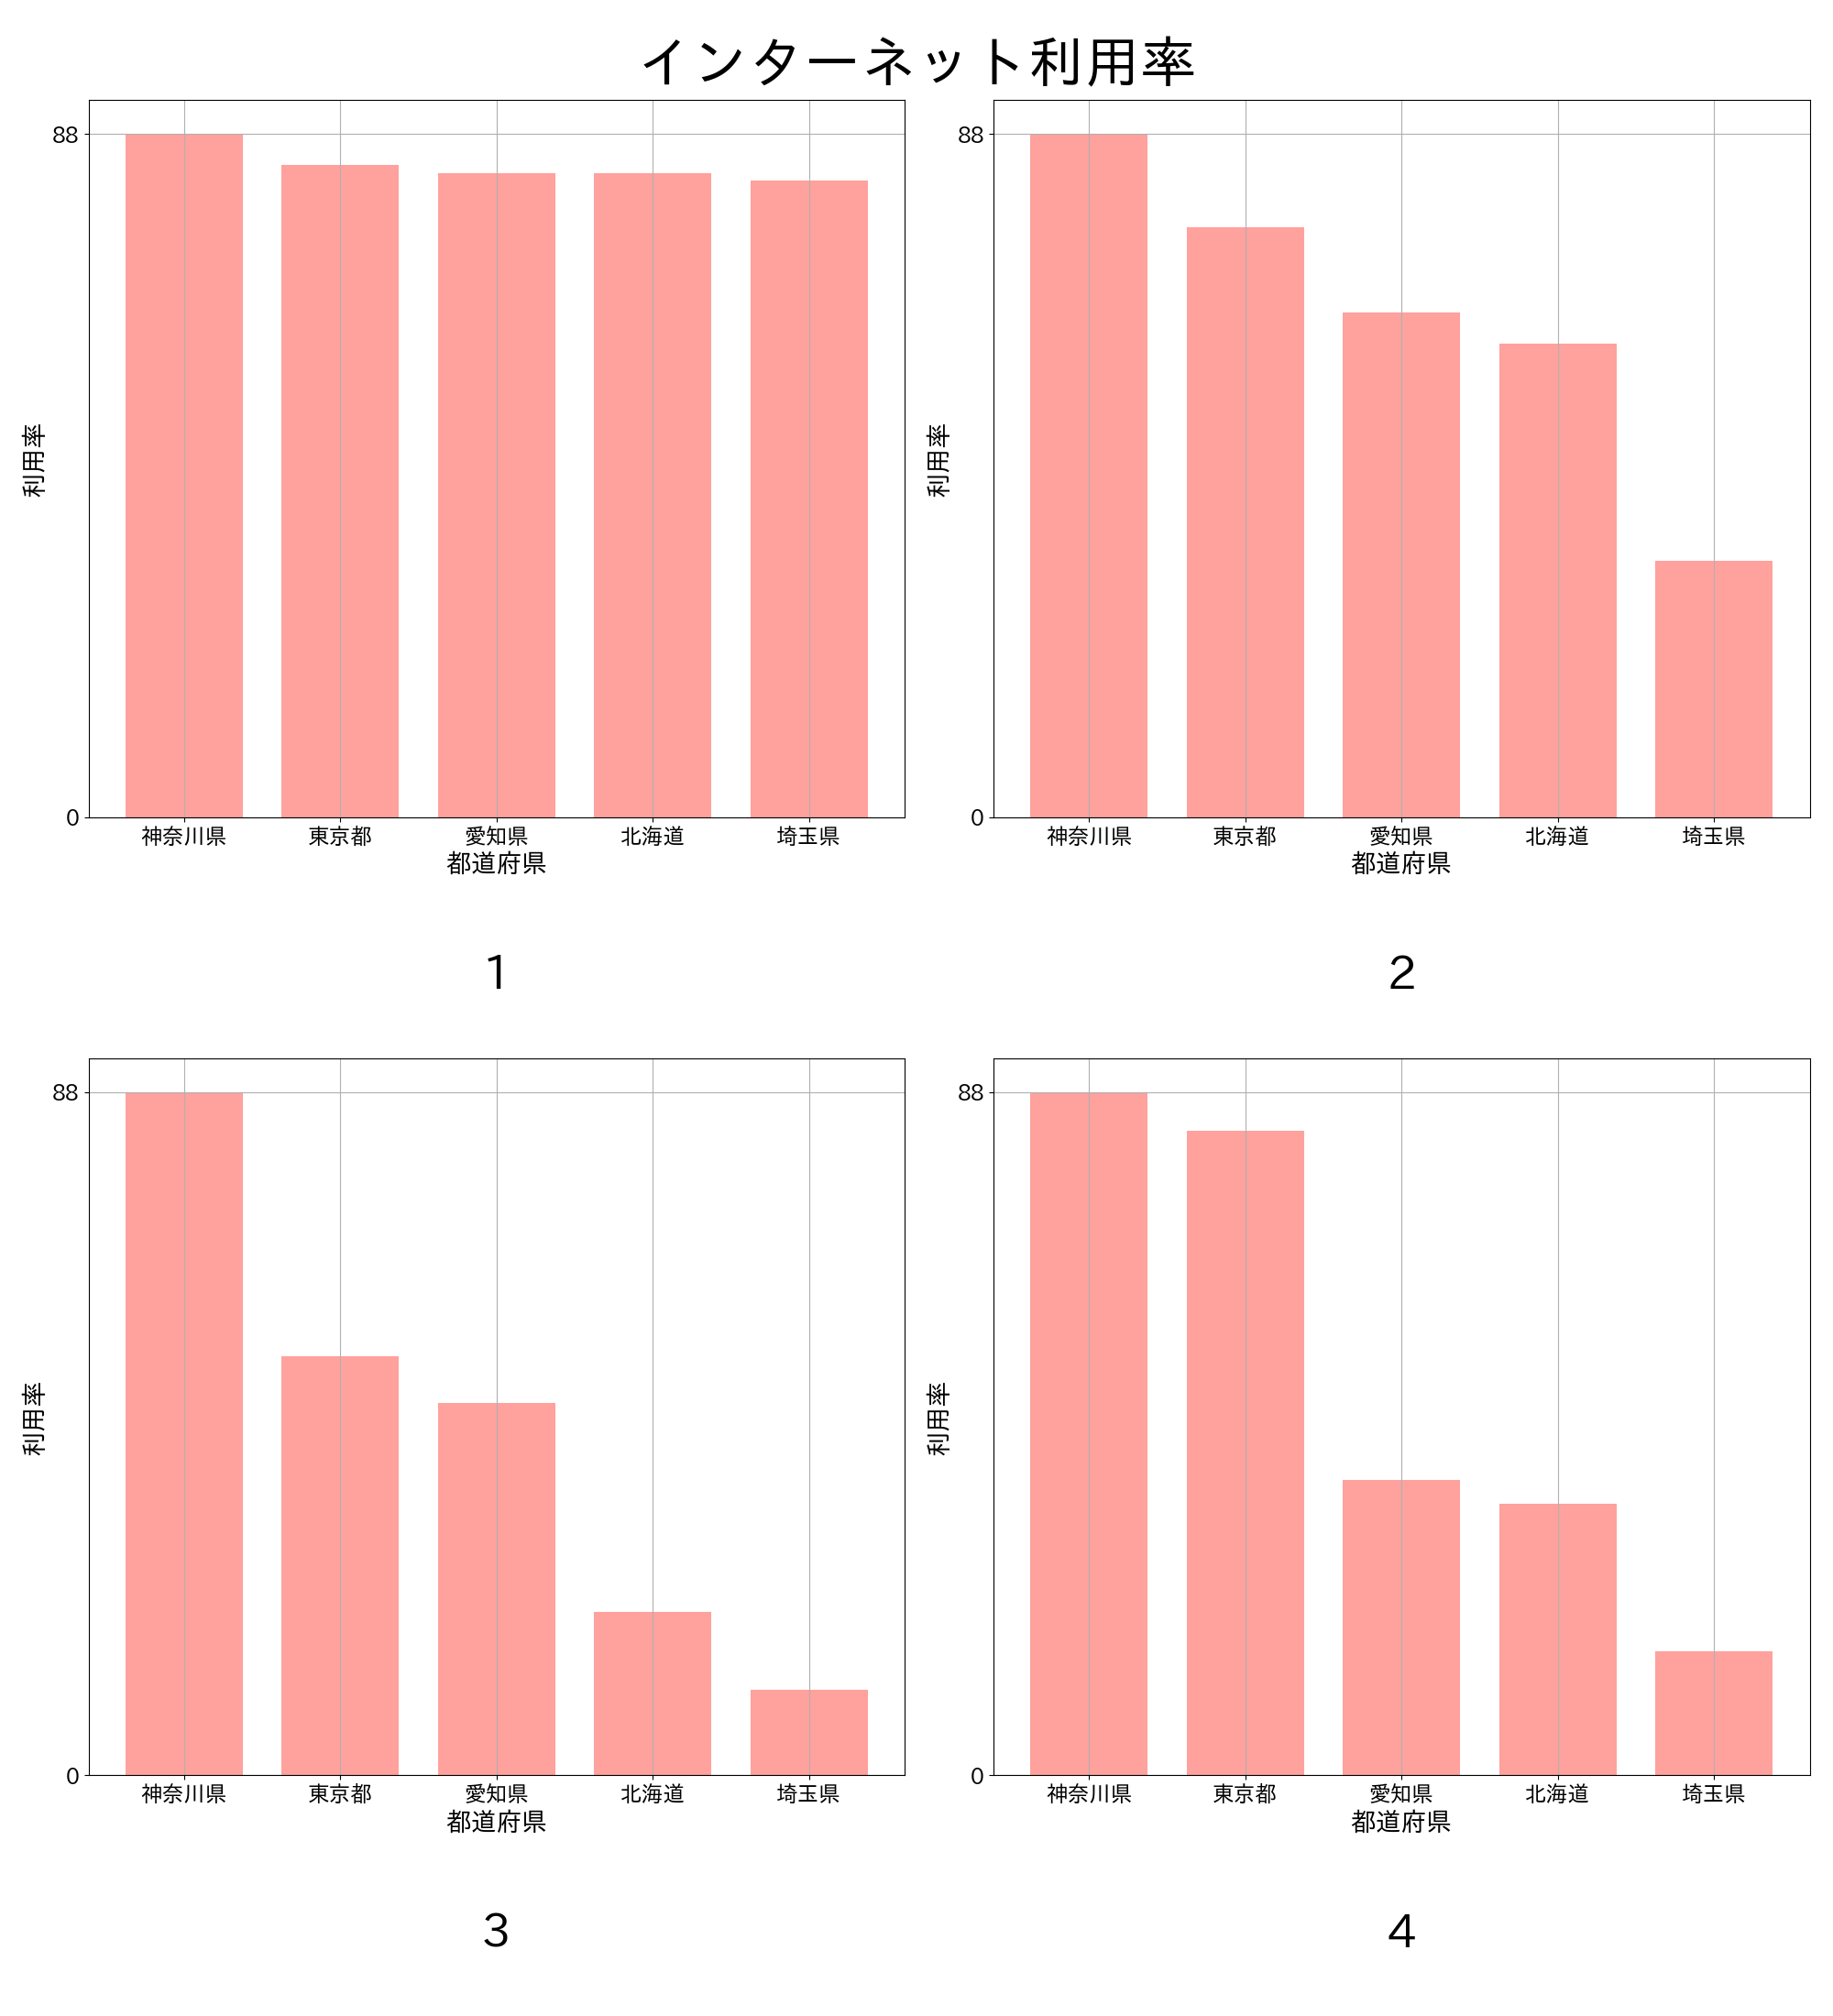 インターネット利用率
88
0
利用率
神奈川県 東京都 愛知県 北海道 埼玉県
都道府県
1
88
0
利用率
神奈川県 東京都 愛知県 北海道 埼玉県
都道府県
2
88
0
利用率
神奈川県 東京都 愛知県 北海道 埼玉県
都道府県
3
88
0
利用率
神奈川県 東京都 愛知県 北海道 埼玉県
都道府県
4